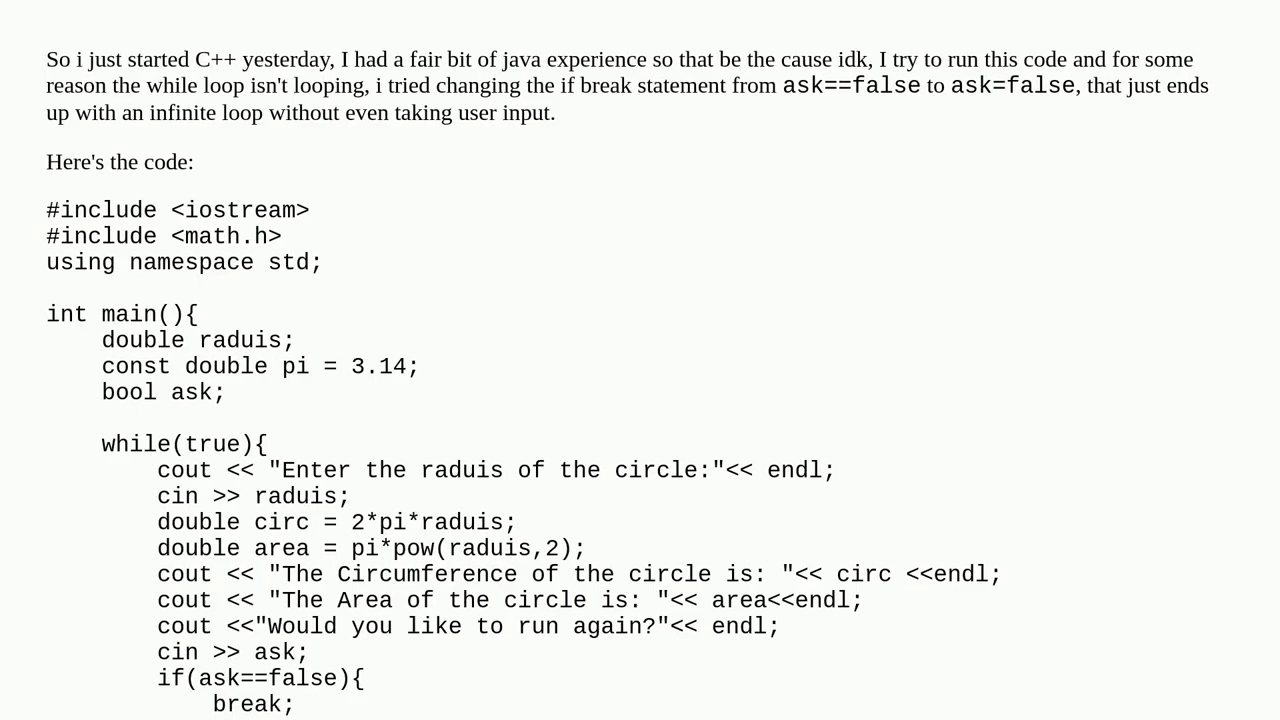 So i just started C++ yesterday, I had a fair bit of java experience so that be the cause idk, I try to run this code and for some
reason the while loop isn't looping, i tried changing the if break statement from ask==false to ask=false, that just ends
up with an infinite loop without even taking user input.
Here's the code:
#include <iostream>
#include <math.h>
using namespace std;
int main(){
    double raduis;
    const double pi = 3.14;
    bool ask;
    while(true){
        cout << "Enter the raduis of the circle:"<< endl;
        cin >> raduis;
        double circ = 2*pi*raduis;
        double area = pi*pow(raduis,2);
        cout << "The Circumference of the circle is: "<< circ <<endl;
        cout << "The Area of the circle is: "<< area<<endl;
        cout <<"Would you like to run again?"<< endl;
        cin >> ask;
        if(ask==false){
            break;